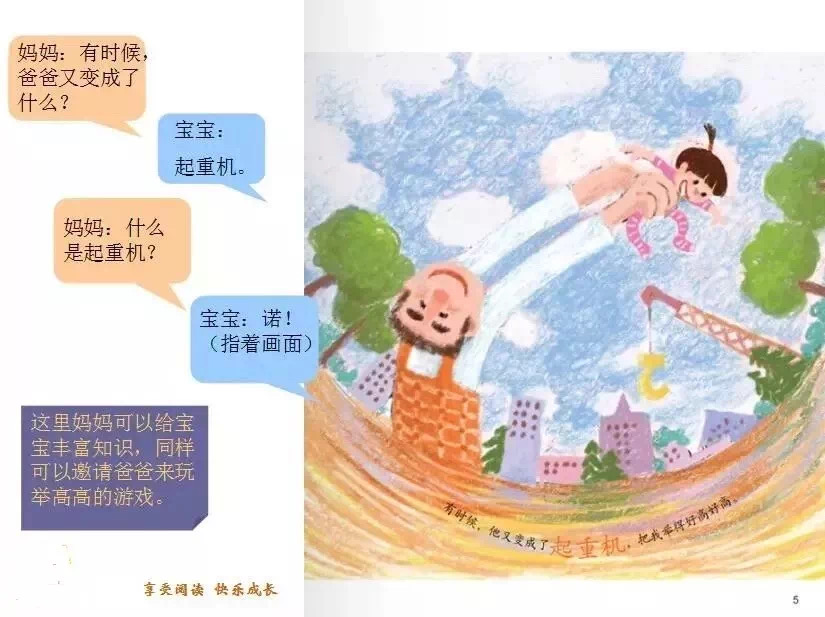 妈妈：有时候，
爸爸又变成了
什么？
宝宝：
起重机。
妈妈：什么
是起重机？
宝宝：诺！
（指着画面）
这里妈妈可以给宝
宝丰富知识，同样
可以邀请爸爸来玩
举高高的游戏。
有时候，他又变成了起重机，把我举得好高好高。
享受阅读 快乐成长
5